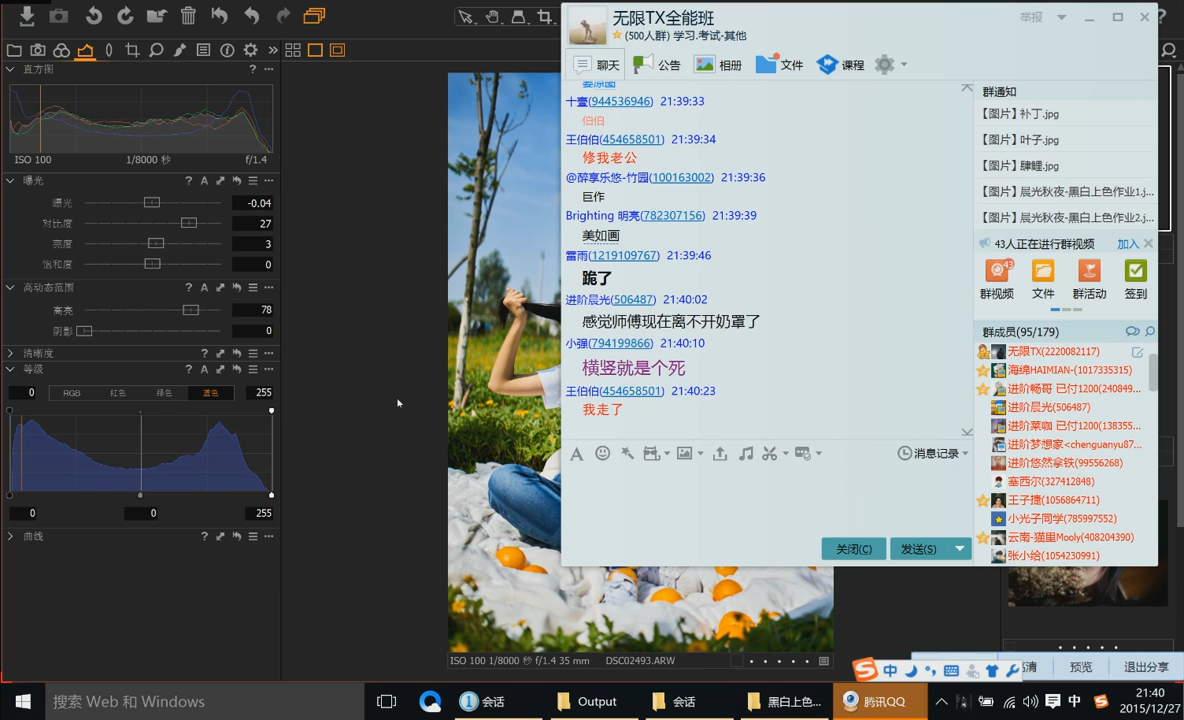 直方图
ISO 100
1/8000 秒
f/1.4
曝光
曝光
-0.04
对比度
27
亮度
3
饱和度
0
高动态范围
高亮
78
阴影
0
清晰度
等级
0
RGB
红色
绿色
蓝色
255
0
0
255
曲线
ISO 100 1/8000 秒 f/1.4 35 mm
DSC02493.ARW
无限TX全能班
(500人群) 学习.考试-其他
举报
聊天
公告
相册
文件
课程
十壹(944536946) 21:39:33
伯伯
王伯伯(454658501) 21:39:34
修我老公
@醉享乐悠-竹园(100163002) 21:39:36
巨作
Brighting 明亮(782307156) 21:39:39
美如画
雷雨(1219109767) 21:39:46
跪了
进阶晨光(506487) 21:40:02
感觉师傅现在离不开奶罩了
小强(794199866) 21:40:10
横竖就是个死
王伯伯(454658501) 21:40:23
我走了
消息记录
关闭(C)
发送(S)
群通知
【图片】补丁.jpg
【图片】叶子.jpg
【图片】肆鲤.jpg
【图片】晨光秋夜-黑白上色作业1.j...
【图片】晨光秋夜-黑白上色作业2.j...
43人正在进行群视频
加入
43
群视频
文件
群活动
签到
群成员(95/179)
无限TX(2220082117)
海绵HAIMIAN-(1017335315)
进阶畅哥 已付1200(240849...
进阶晨光(506487)
进阶菜咖 已付1200(138355...
进阶梦想家<chenguanyu87...
进阶悠然拿铁(99556268)
塞西尔(327412848)
王子捷(1056864711)
小光子同学(785997552)
云南-猫里Mooly(408204390)
张小给(1054230991)
中
高清
预览
退出分享
搜索 Web 和 Windows
会话
Output
会话
黑白上色...
腾讯QQ
中
21:40
2015/12/27